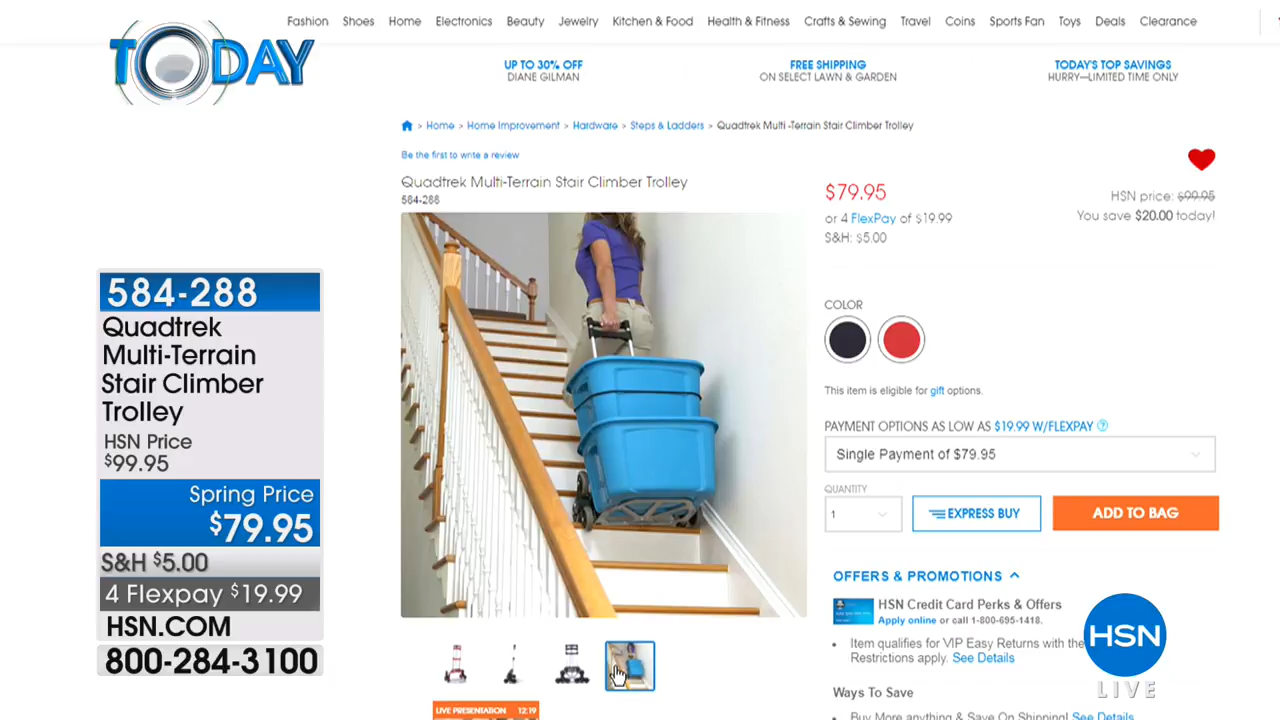 Fashion Shoes Home Electronics Beauty Jewelry Kitchen & Food Health & Fitness Crafts & Sewing Travel Coins Sports Fan Toys Deals Clearance
TODAY
UP TO 30% OFF
DIANE GILMAN
FREE SHIPPING
ON SELECT LAWN & GARDEN
TODAY'S TOP SAVINGS
HURRY—LIMITED TIME ONLY
> Home > Home Improvement > Hardware > Steps & Ladders > Quadtrek Multi -Terrain Stair Climber Trolley
Be the first to write a review
Quadtrek Multi-Terrain Stair Climber Trolley
584-288
$79.95
or 4 FlexPay of $19.99
S&H: $5.00
HSN price: $99.95
You save $20.00 today!
COLOR
This item is eligible for gift options.
PAYMENT OPTIONS AS LOW AS $19.99 W/FLEXPAY ?
Single Payment of $79.95
QUANTITY
1
EXPRESS BUY
ADD TO BAG
OFFERS & PROMOTIONS
HSN Credit Card Perks & Offers
Apply online or call 1-800-695-1418.
• Item qualifies for VIP Easy Returns with the
Restrictions apply. See Details
Ways To Save
• Buy More anything & Save On Shipping! See Details
584-288
Quadtrek
Multi-Terrain
Stair Climber
Trolley
HSN Price
$99.95
Spring Price
$79.95
S&H $5.00
4 Flexpay $19.99
HSN.COM
800-284-3100
LIVE PRESENTATION 12:19
HSN
LIVE